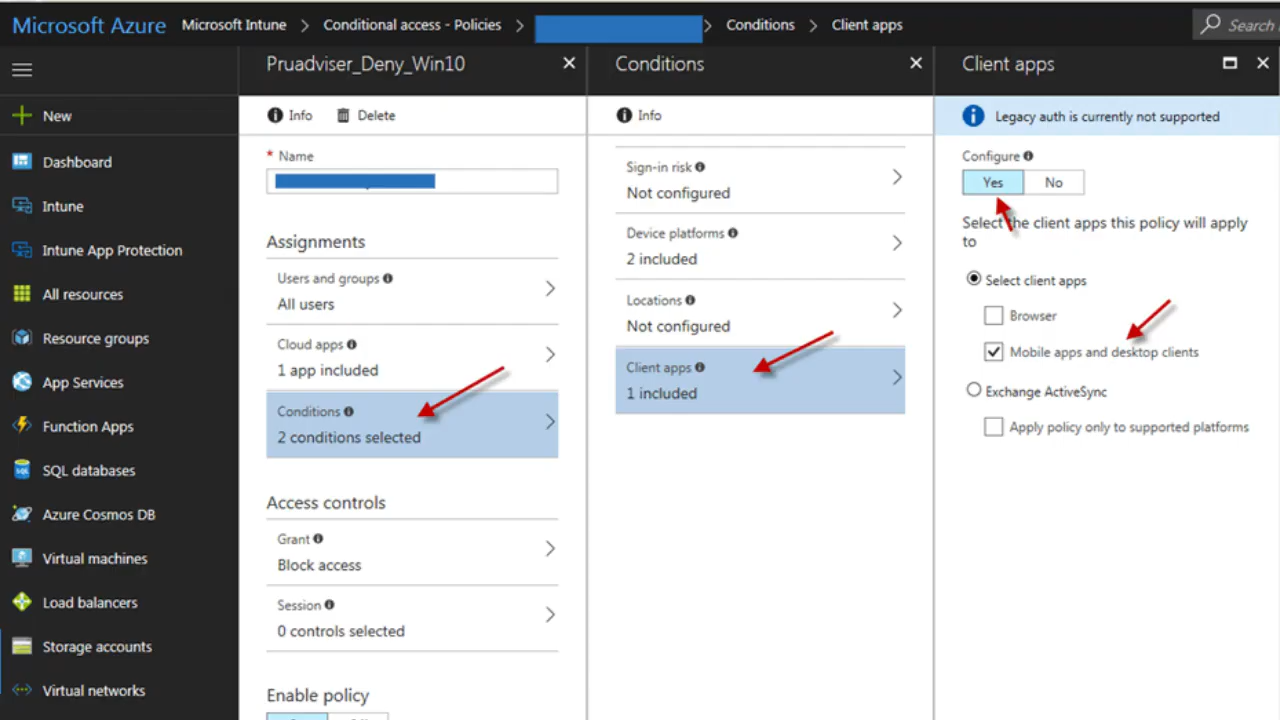 Microsoft Azure Microsoft Intune > Conditional access - Policies > > Conditions > Client apps Search
New
Dashboard
Intune
Intune App Protection
All resources
Resource groups
App Services
Function Apps
SQL databases
Azure Cosmos DB
Virtual machines
Load balancers
Storage accounts
Virtual networks
Pruadviser_Deny_Win10
Info Delete
* Name
Assignments
Users and groups
All users
Cloud apps
1 app included
Conditions
2 conditions selected
Access controls
Grant
Block access
Session
0 controls selected
Enable policy
Conditions
Info
Sign-in risk
Not configured
Device platforms
2 included
Locations
Not configured
Client apps
1 included
Client apps
Legacy auth is currently not supported
Configure
Yes No
Select the client apps this policy will apply
to
Select client apps
Browser
Mobile apps and desktop clients
Exchange ActiveSync
Apply policy only to supported platforms